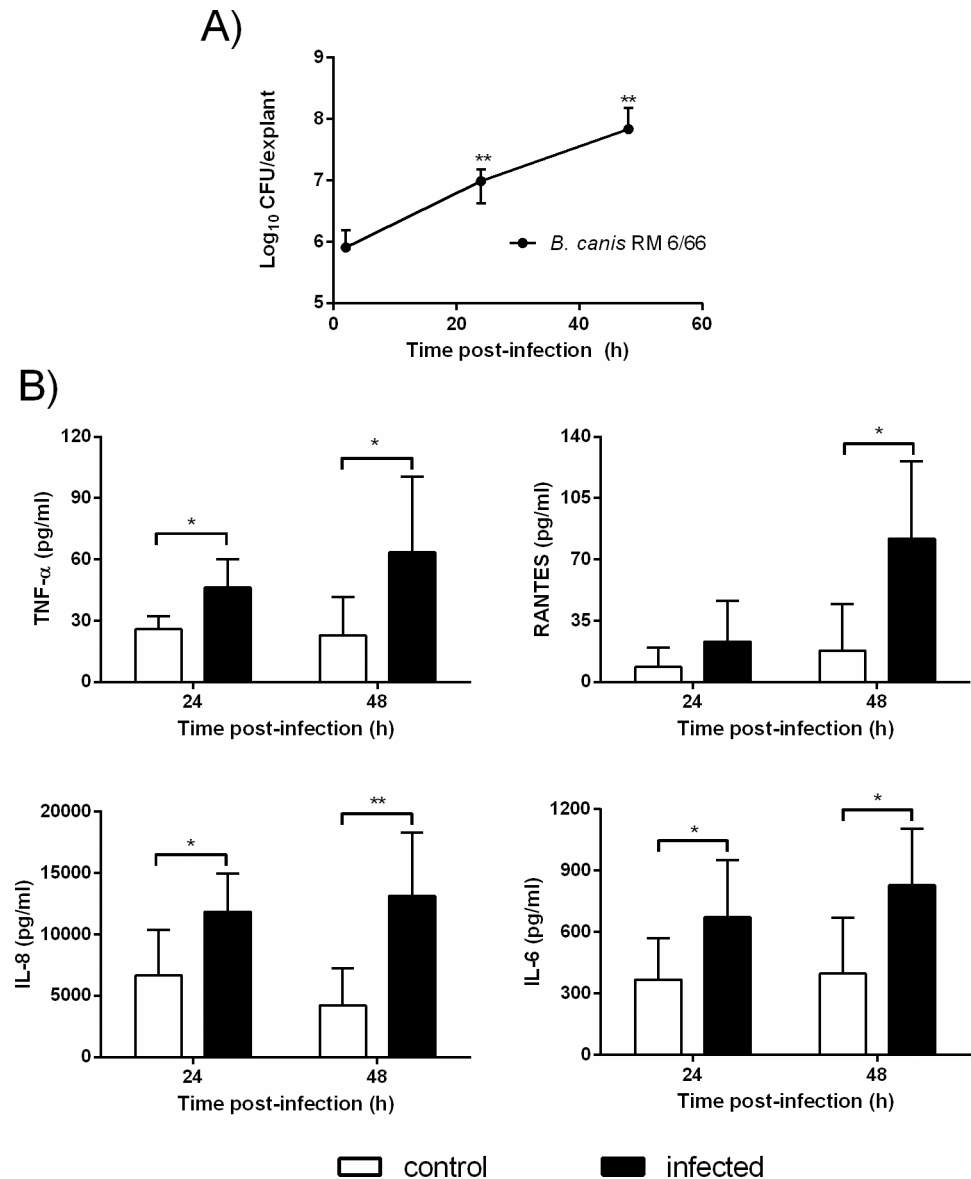 A)
9
8
7
6
5
Log10 CFU/explant
**
**
B. canis RM 6/66
0 20 40 60
Time post-infection (h)
B)
120
90
60
30
0
TNF-α (pg/ml)
*
*
24 48
Time post-infection (h)
140
105
70
35
0
RANTES (pg/ml)
*
24 48
Time post-infection (h)
20000
15000
10000
5000
0
IL-8 (pg/ml)
*
**
24 48
Time post-infection (h)
1200
900
600
300
0
IL-6 (pg/ml)
*
*
24 48
Time post-infection (h)
control infected